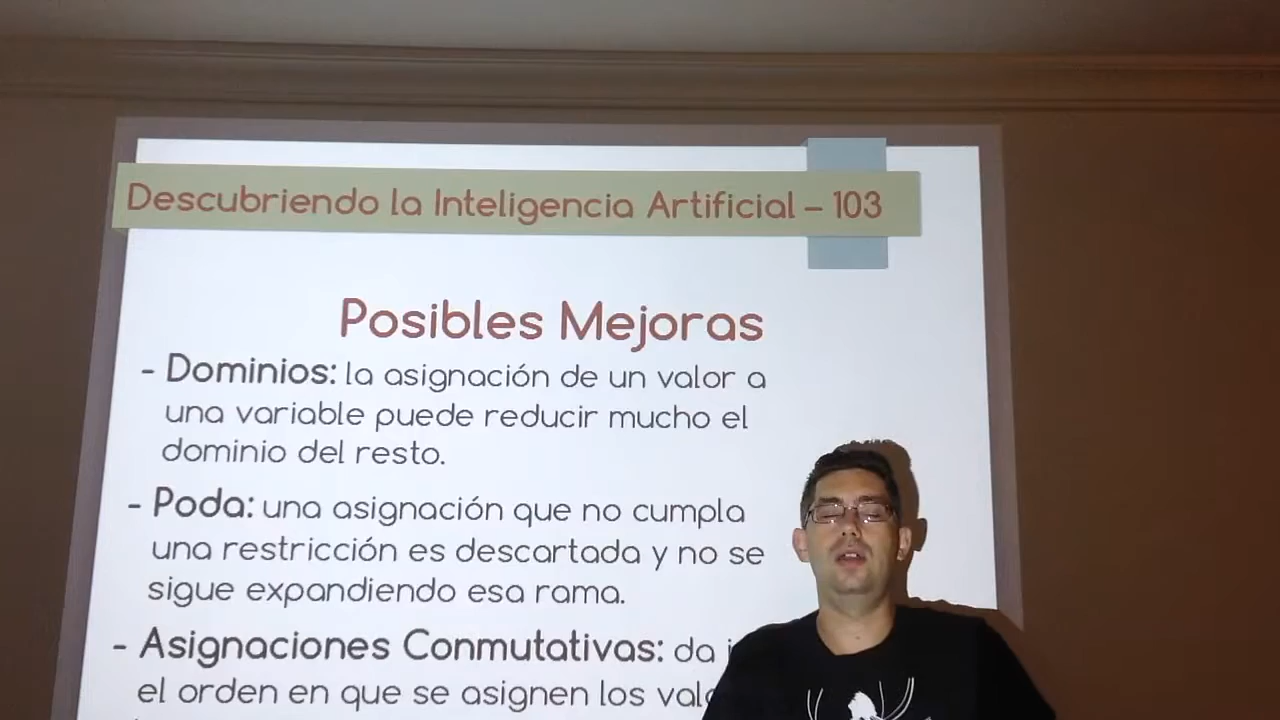 Descubriendo la Inteligencia Artificial – 103
Posibles Mejoras
- Dominios: la asignación de un valor a
una variable puede reducir mucho el
dominio del resto.
- Poda: una asignación que no cumpla
una restricción es descartada y no se
sigue expandiendo esa rama.
- Asignaciones Conmutativas: da
el orden en que se asignen los